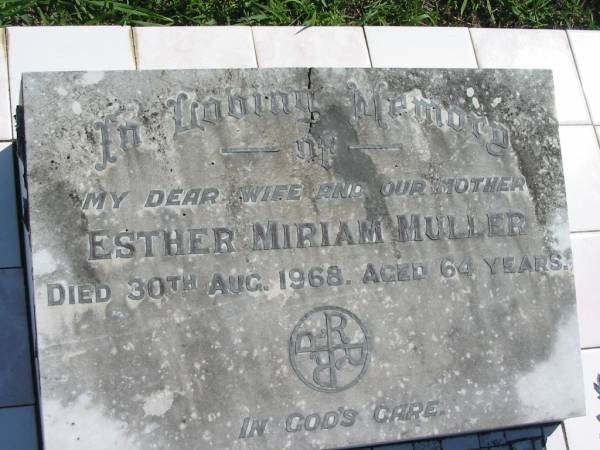 In Loving Memory
of
MY DEAR WIFE AND OUR MOTHER
ESTHER MIRIAM MULLER
DIED 30TH AUG. 1968. AGED 64 YEARS.
IN GOD'S CARE.